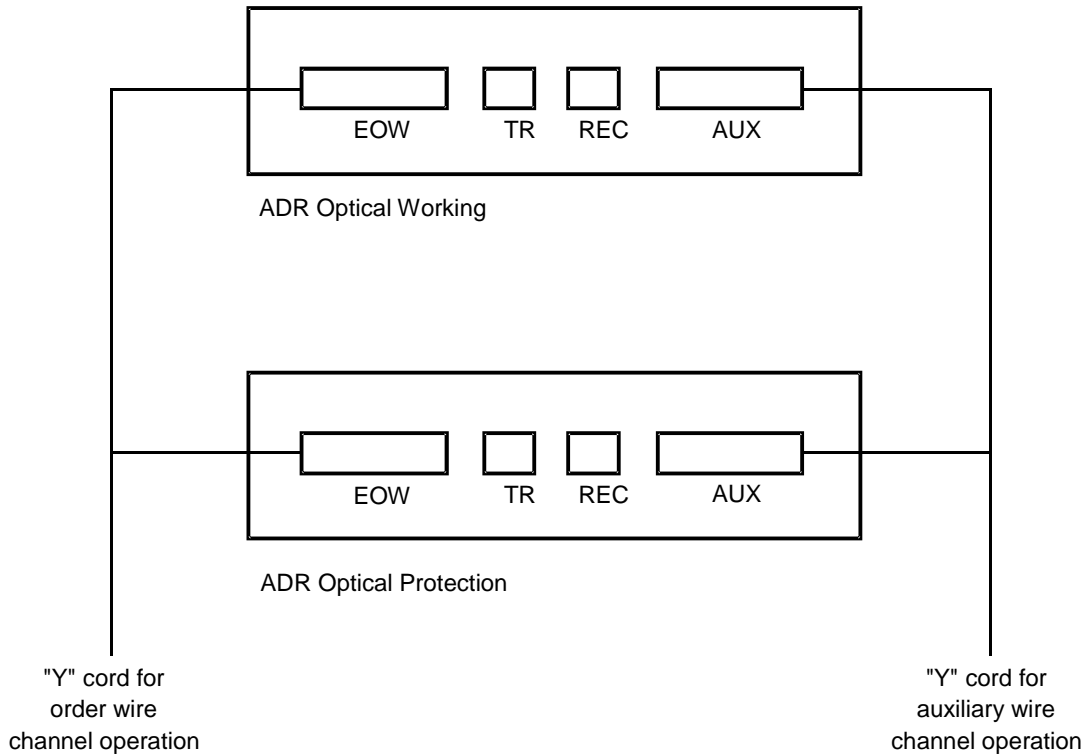 EOW TR REC AUX
ADR Optical Working
EOW TR REC AUX
ADR Optical Protection
"Y" cord for
order wire
channel operation
"Y" cord for
auxiliary wire
channel operation